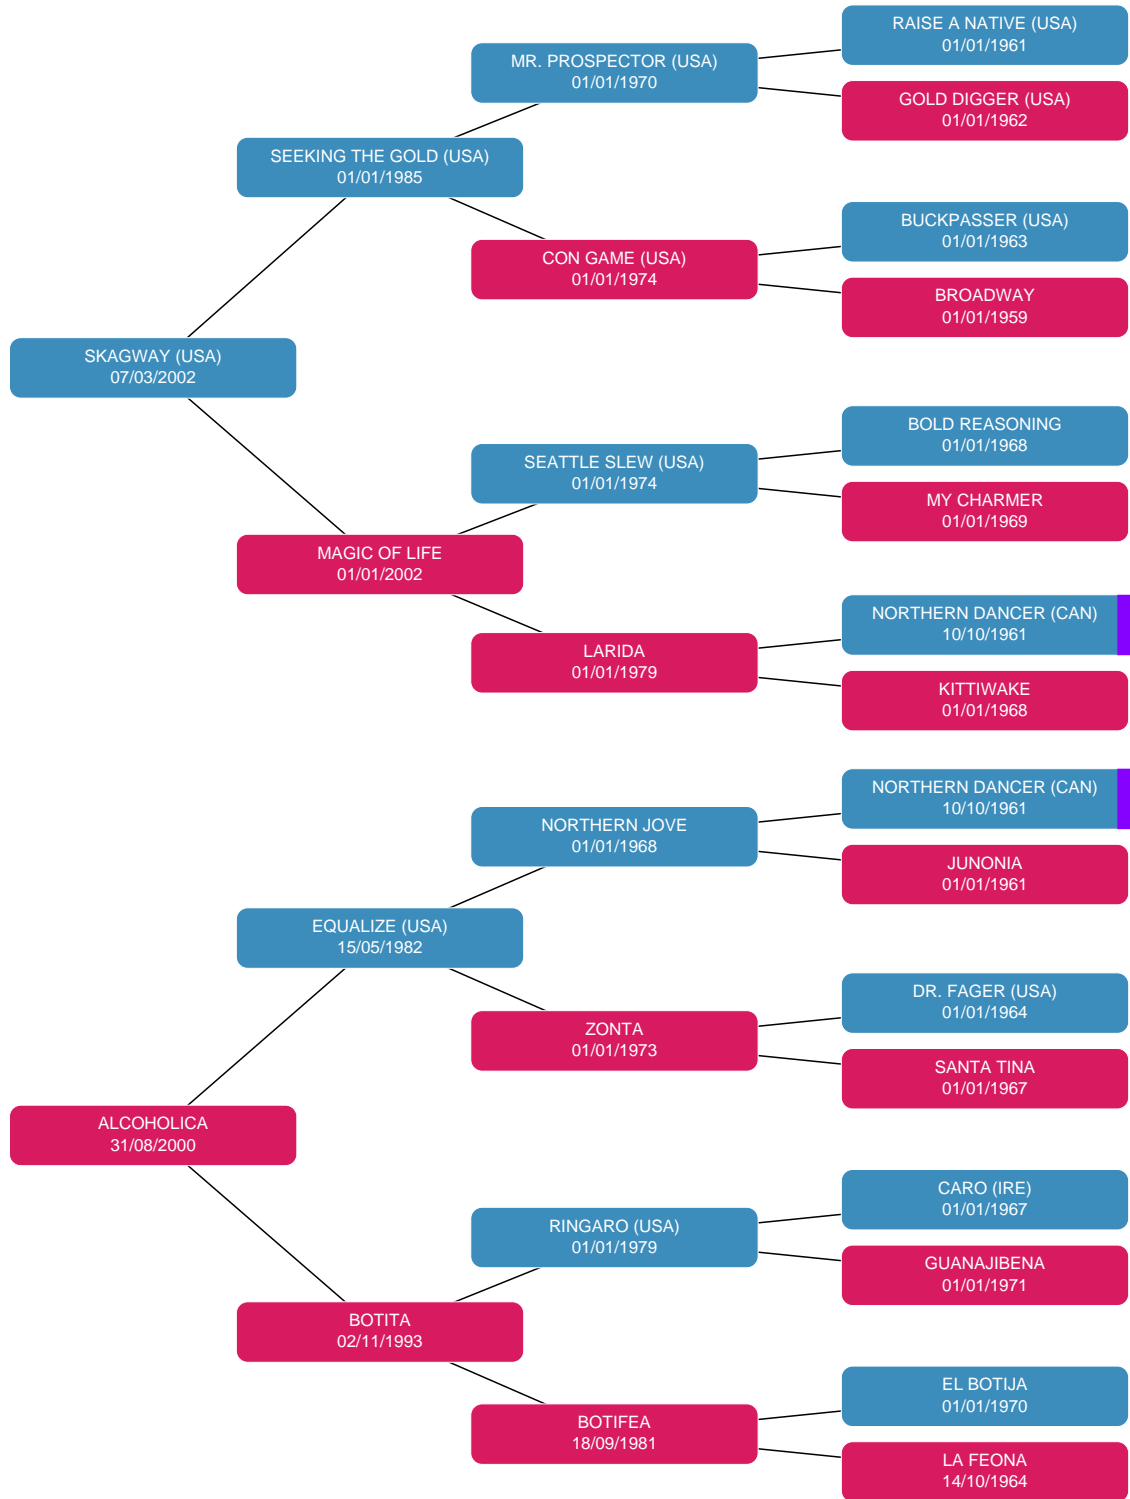 RAISE A NATIVE (USA)
01/01/1961
MR. PROSPECTOR (USA)
01/01/1970
GOLD DIGGER (USA)
01/01/1962
SEEKING THE GOLD (USA)
01/01/1985
BUCKPASSER (USA)
01/01/1963
CON GAME (USA)
01/01/1974
BROADWAY
01/01/1959
SKAGWAY (USA)
07/03/2002
BOLD REASONING
01/01/1968
SEATTLE SLEW (USA)
01/01/1974
MY CHARMER
01/01/1969
MAGIC OF LIFE
01/01/2002
NORTHERN DANCER (CAN)
10/10/1961
LARIDA
01/01/1979
KITTIWAKE
01/01/1968
NORTHERN DANCER (CAN)
10/10/1961
NORTHERN JOVE
01/01/1968
JUNONIA
01/01/1961
EQUALIZE (USA)
15/05/1982
DR. FAGER (USA)
01/01/1964
ZONTA
01/01/1973
SANTA TINA
01/01/1967
ALCOHOLICA
31/08/2000
CARO (IRE)
01/01/1967
RINGARO (USA)
01/01/1979
GUANAJIBENA
01/01/1971
BOTITA
02/11/1993
EL BOTIJA
01/01/1970
BOTIFEA
18/09/1981
LA FEONA
14/10/1964